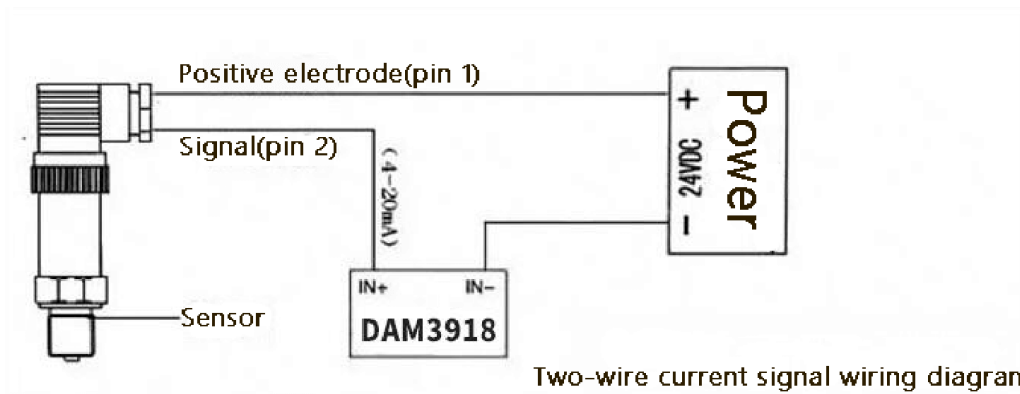 Positive electrode(pin 1)
Signal(pin 2)
(4-20mA)
+
24VDC
-
Power
IN+
IN-
DAM3918
Sensor
Two-wire current signal wiring diagran